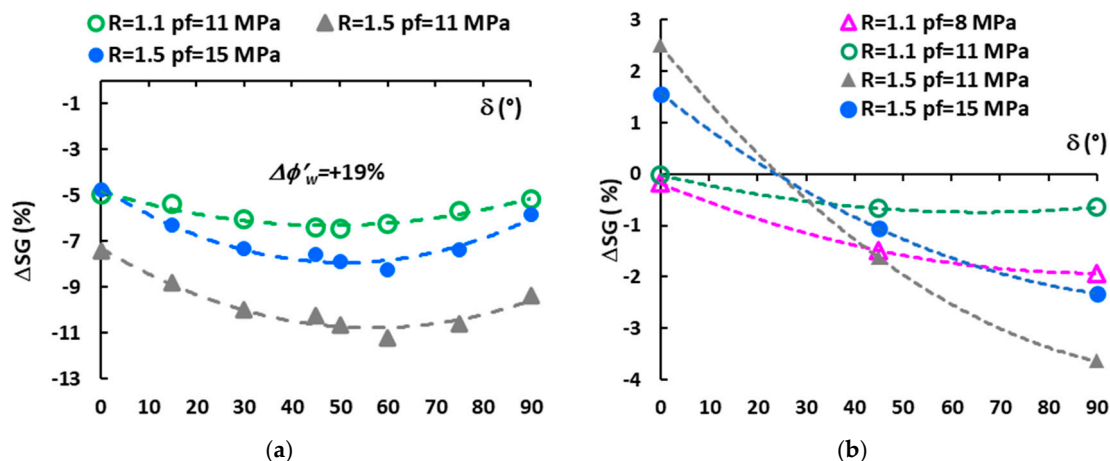 R=1.1 pf=11 MPa R=1.5 pf=11 MPa
R=1.5 pf=15 MPa
-1
-3
-5
-7
-9
-11
-13
ΔSG (%)
δ (°)
Δϕ′w=+19%
0 10 20 30 40 50 60 70 80 90
(a)
3
2
1
0
-1
-2
-3
-4
ΔSG ( %)
R=1.1 pf=8 MPa
R=1.1 pf=11 MPa
R=1.5 pf=11 MPa
R=1.5 pf=15 MPa
δ (°)
0 10 20 30 40 50 60 70 80 90
(b)